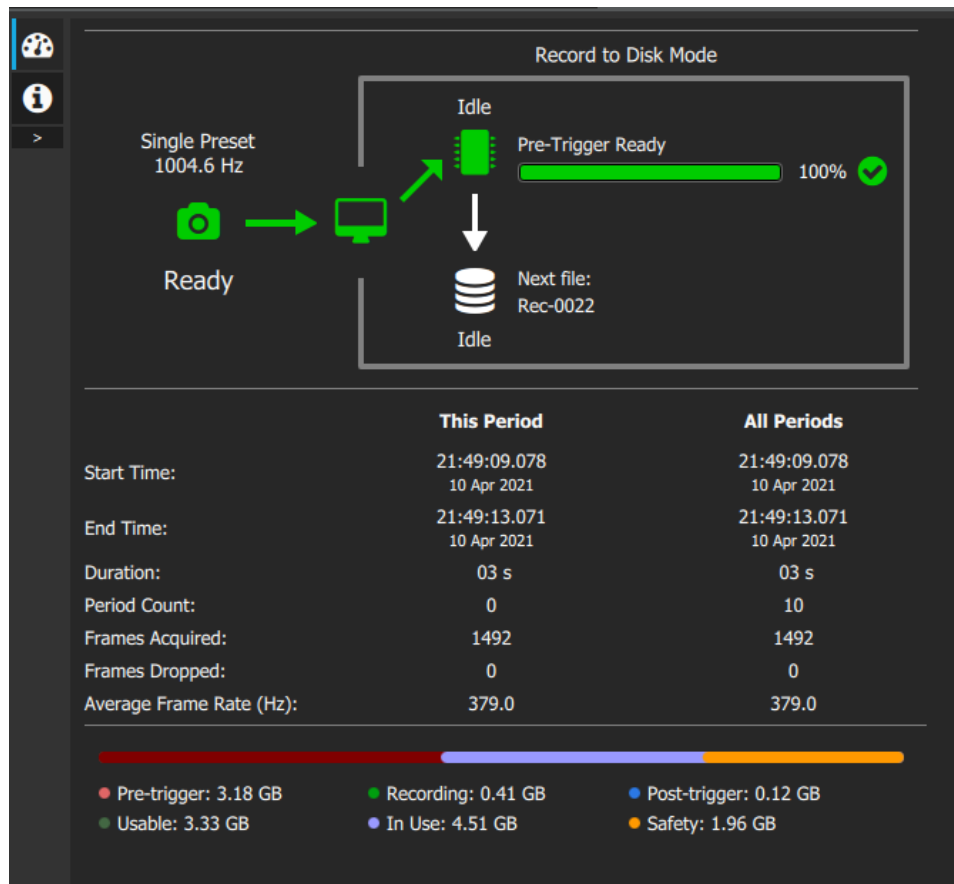 Record to Disk Mode
Idle
Single Preset
1004.6 Hz
Pre-Trigger Ready
100%
Ready
Next file:
Rec-0022
Idle
>
This Period All Periods
Start Time: 21:49:09.078 21:49:09.078
10 Apr 2021 10 Apr 2021
End Time: 21:49:13.071 21:49:13.071
10 Apr 2021 10 Apr 2021
Duration: 03 s 03 s
Period Count: 0 10
Frames Acquired: 1492 1492
Frames Dropped: 0 0
Average Frame Rate (Hz): 379.0 379.0
Pre-trigger: 3.18 GB Recording: 0.41 GB Post-trigger: 0.12 GB
Usable: 3.33 GB In Use: 4.51 GB Safety: 1.96 GB